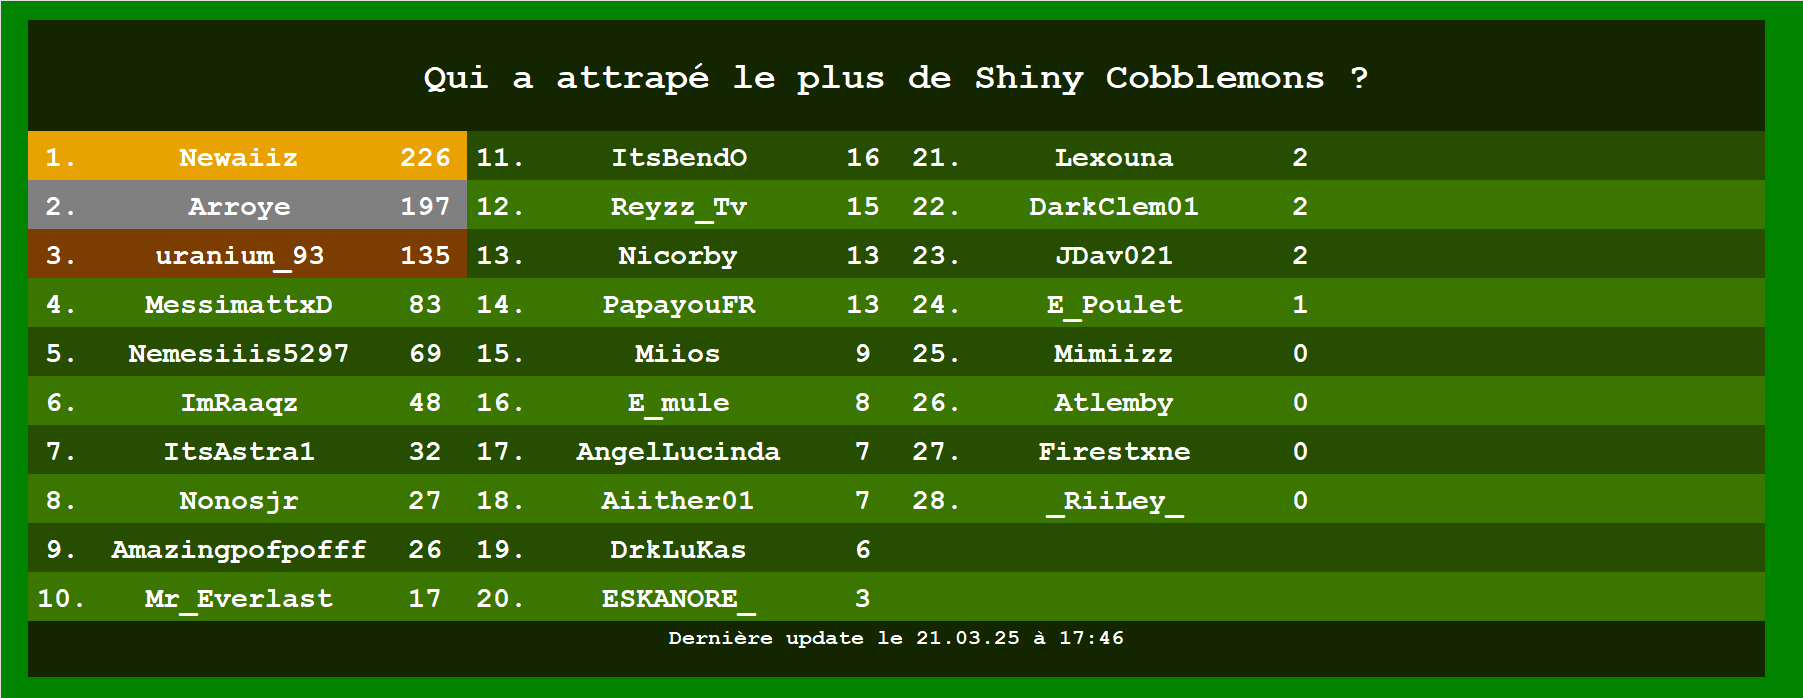 Qui a attrapé le plus de Shiny Cobblemons ?
1. Newaiiz 226 11. ItsBendO 16 21. Lexouna 2
2. Arroye 197 12. Reyzz_Tv 15 22. DarkClem01 2
3. uranium_93 135 13. Nicorby 13 23. JDav021 2
4. MessimattxD 83 14. PapayouFR 13 24. E_Poulet 1
5. Nemesiiis5297 69 15. Miios 9 25. Mimiizz 0
6. ImRaaqz 48 16. E_mule 8 26. Atlemby 0
7. ItsAstra1 32 17. AngelLucinda 7 27. Firestxne 0
8. Nonosjr 27 18. Aiither01 7 28. _RiiLey_ 0
9. Amazingpofpofff 26 19. DrkLuKas 6
10. Mr_Everlast 17 20. ESKANORE_ 3
Dernière update le 21.03.25 à 17:46